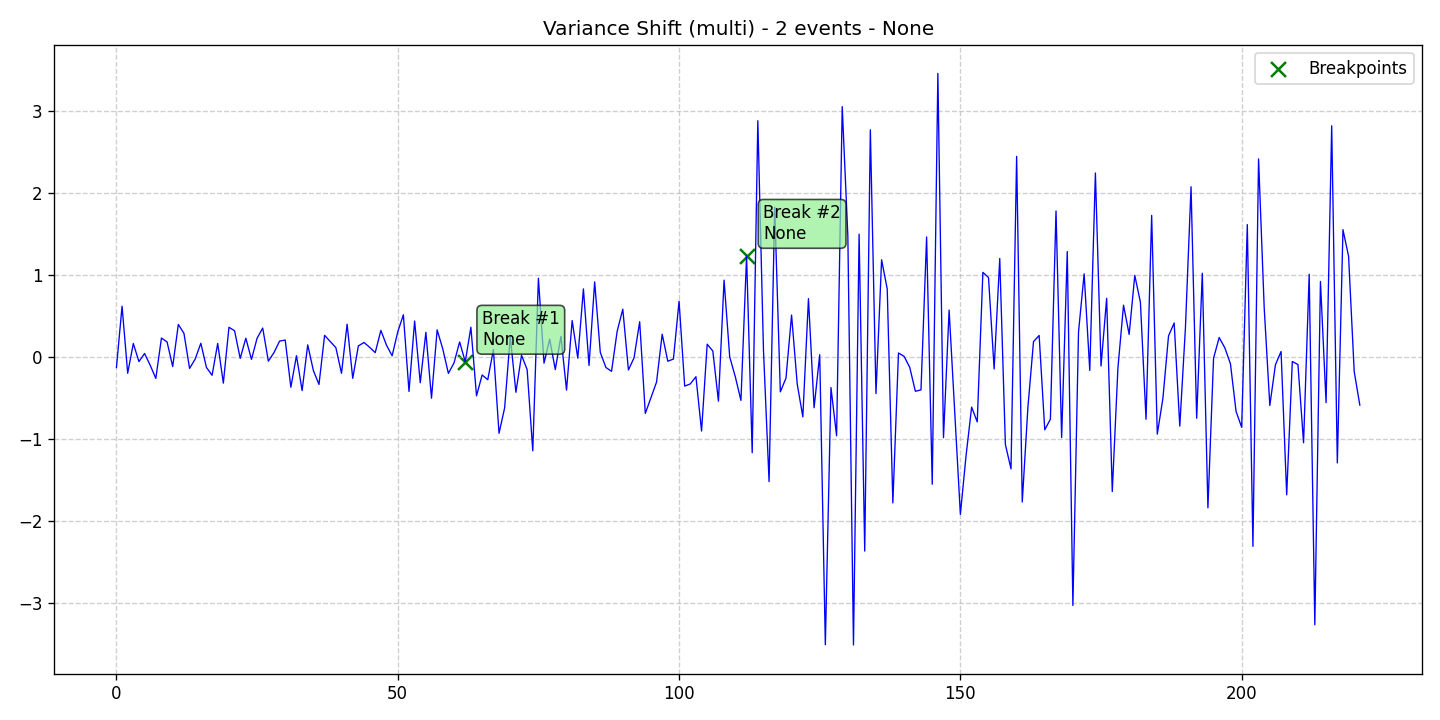 Variance Shift (multi) - 2 events - None
Breakpoints
3
2
1
0
−1
−2
−3
Break #2
None
Break #1
None
0
50
100
150
200